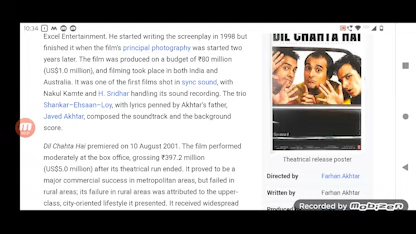 10:34
Excel Entertainment. He started writing the screenplay in 1998 but
finished it when the film's principal photography was started two
years later. The film was produced on a budget of ₹80 million
(US$1.0 million), and filming took place in both India and
Australia. It was one of the first films shot in sync sound, with
Nakul Kamte and H. Sridhar handling its sound recording. The trio
Shankar–Ehsaan–Loy, with lyrics penned by Akhtar's father,
Javed Akhtar, composed the soundtrack and the background
score.
Dil Chahta Hai premiered on 10 August 2001. The film performed
moderately at the box office, grossing ₹397.2 million
(US$5.0 million) after its theatrical run ended. It proved to be a
major commercial success in metropolitan areas, but failed in
rural areas; its failure in rural areas was attributed to the upper-
class, city-oriented lifestyle it presented. It received widespread
DIL CHAHTA HAI
Theatrical release poster
Directed by Farhan Akhtar
Written by Farhan Akhtar
Produced
Recorded by Mobizen